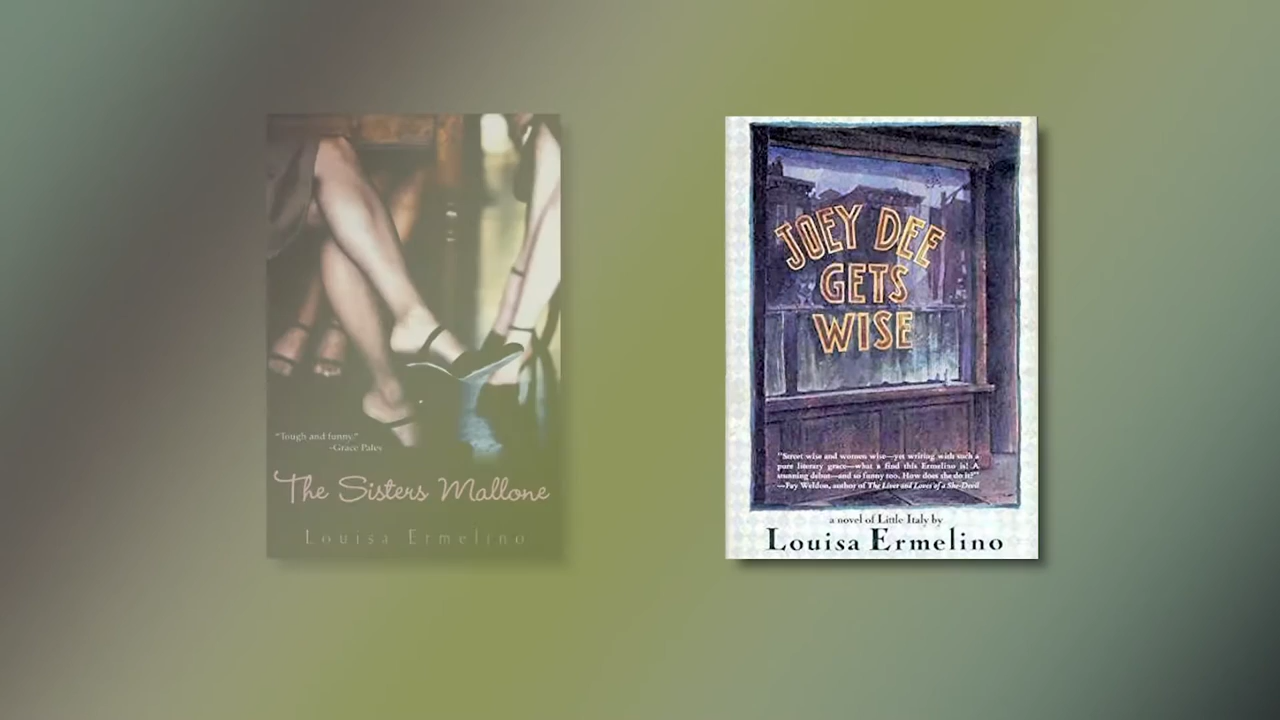 "Tough and funny."
-Grace Paley
The Sisters Mallone
Louisa Ermelino
JOEY DEE
GETS
WISE
"Street wise and women wise—yet writing with such a
pure literary grace—what a find this Ermelino is! A
stunning debut—and so funny too. How does she do it?"
—Fay Weldon, author of The Lives and Loves of a She-Devil
a novel of Little Italy by
Louisa Ermelino